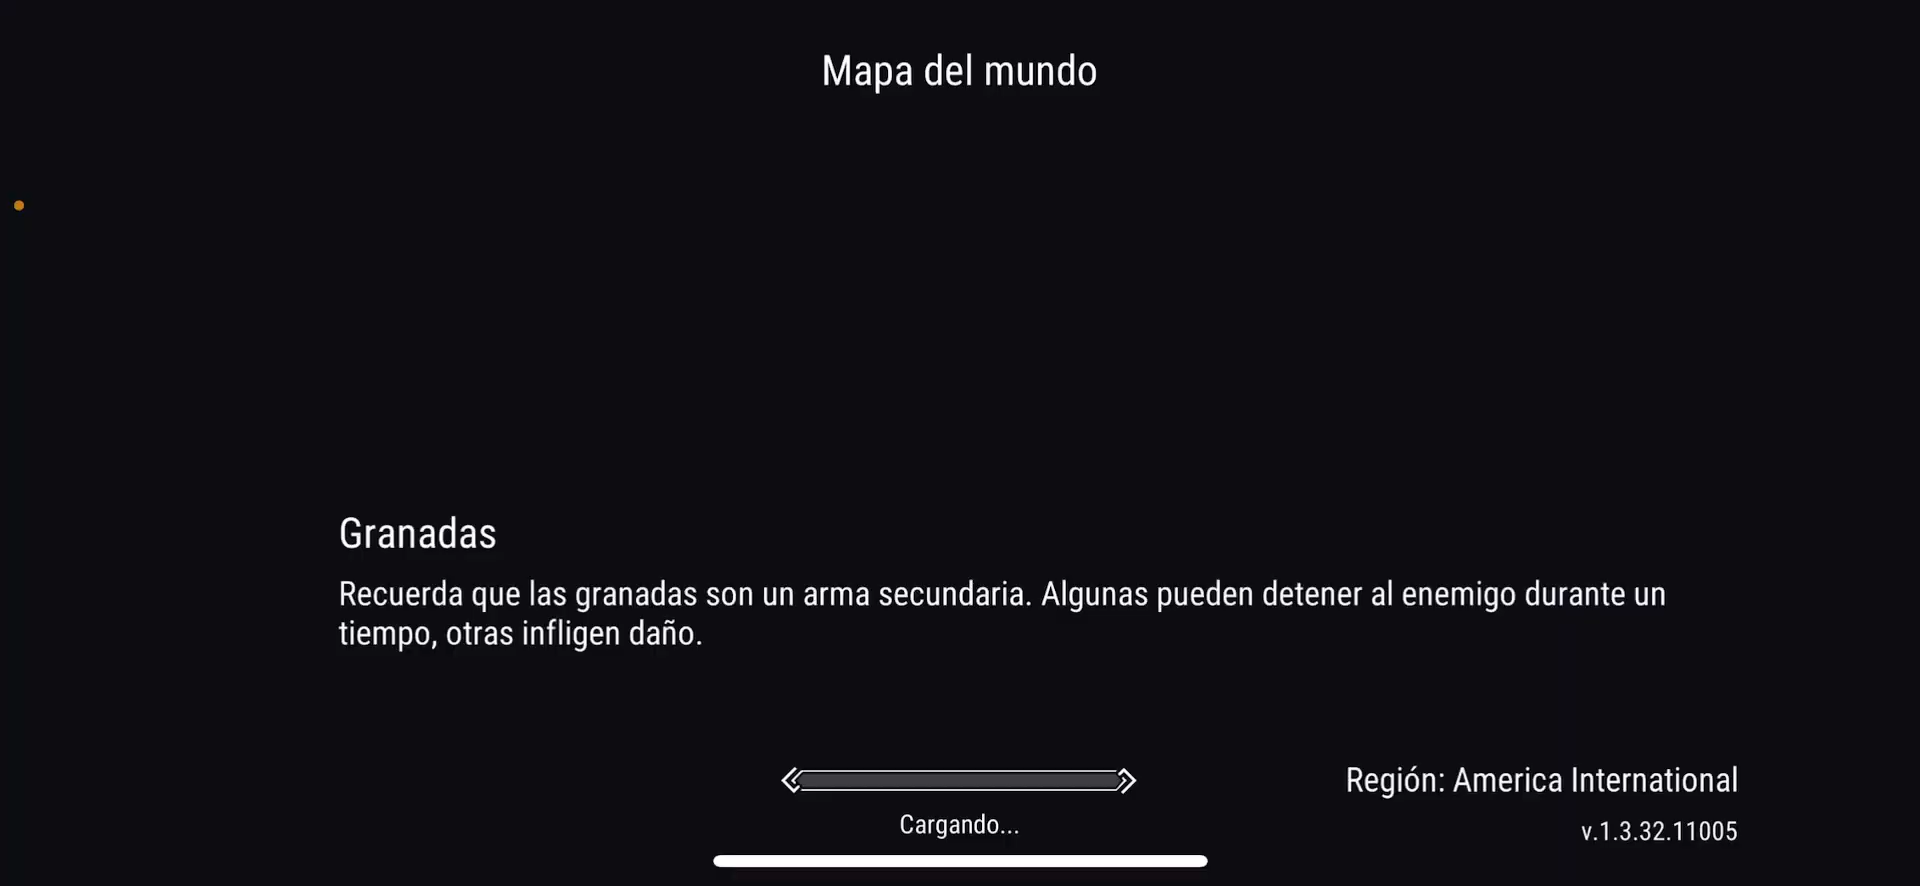 Mapa del mundo
Granadas
Recuerda que las granadas son un arma secundaria. Algunas pueden detener al enemigo durante un
tiempo, otras infligen daño.
Región: America International
Cargando...
v.1.3.32.11005